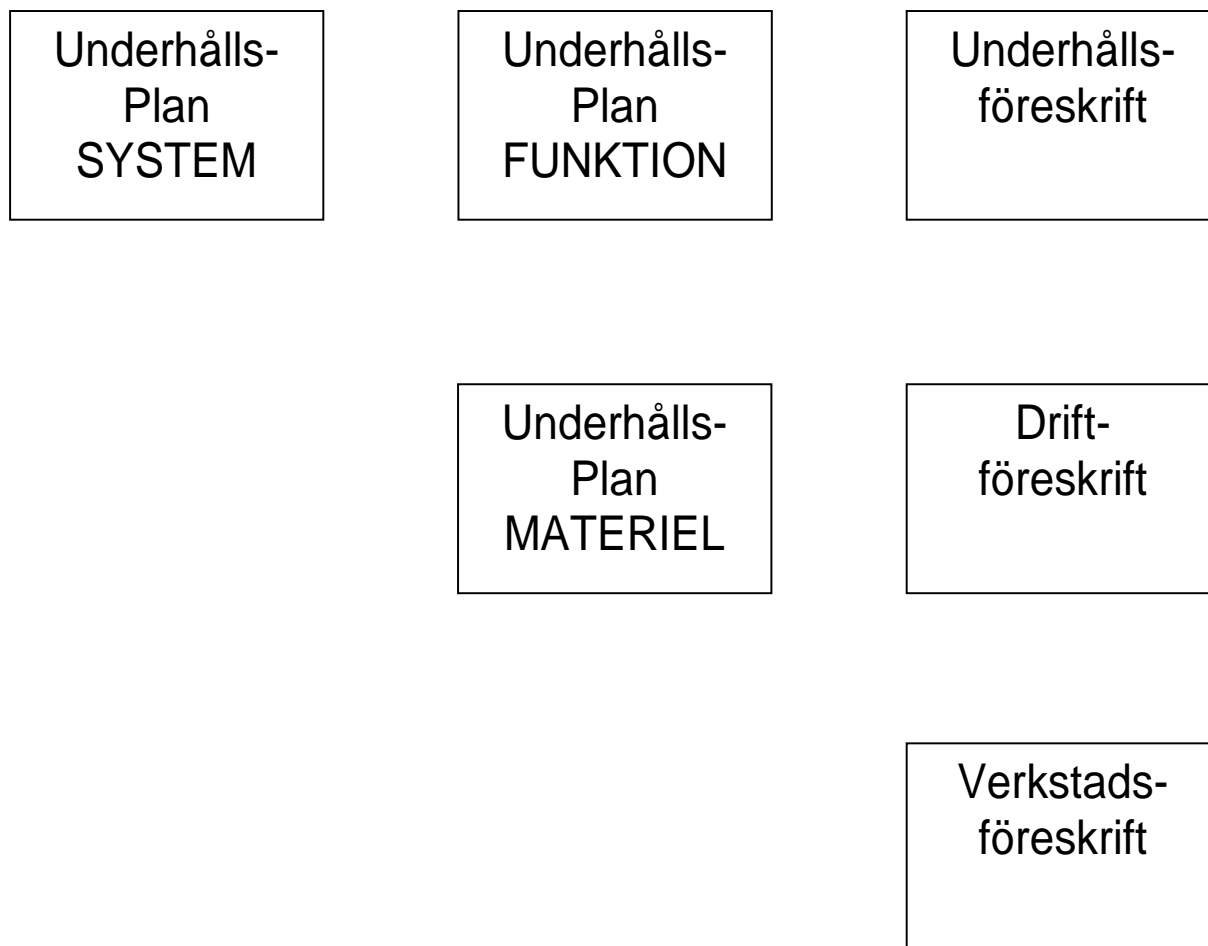 Underhålls-
Plan
SYSTEM
Underhålls-
Plan
FUNKTION
Underhålls-
föreskrift
Underhålls-
Plan
MATERIEL
Drift-
föreskrift
Verkstads-
föreskrift